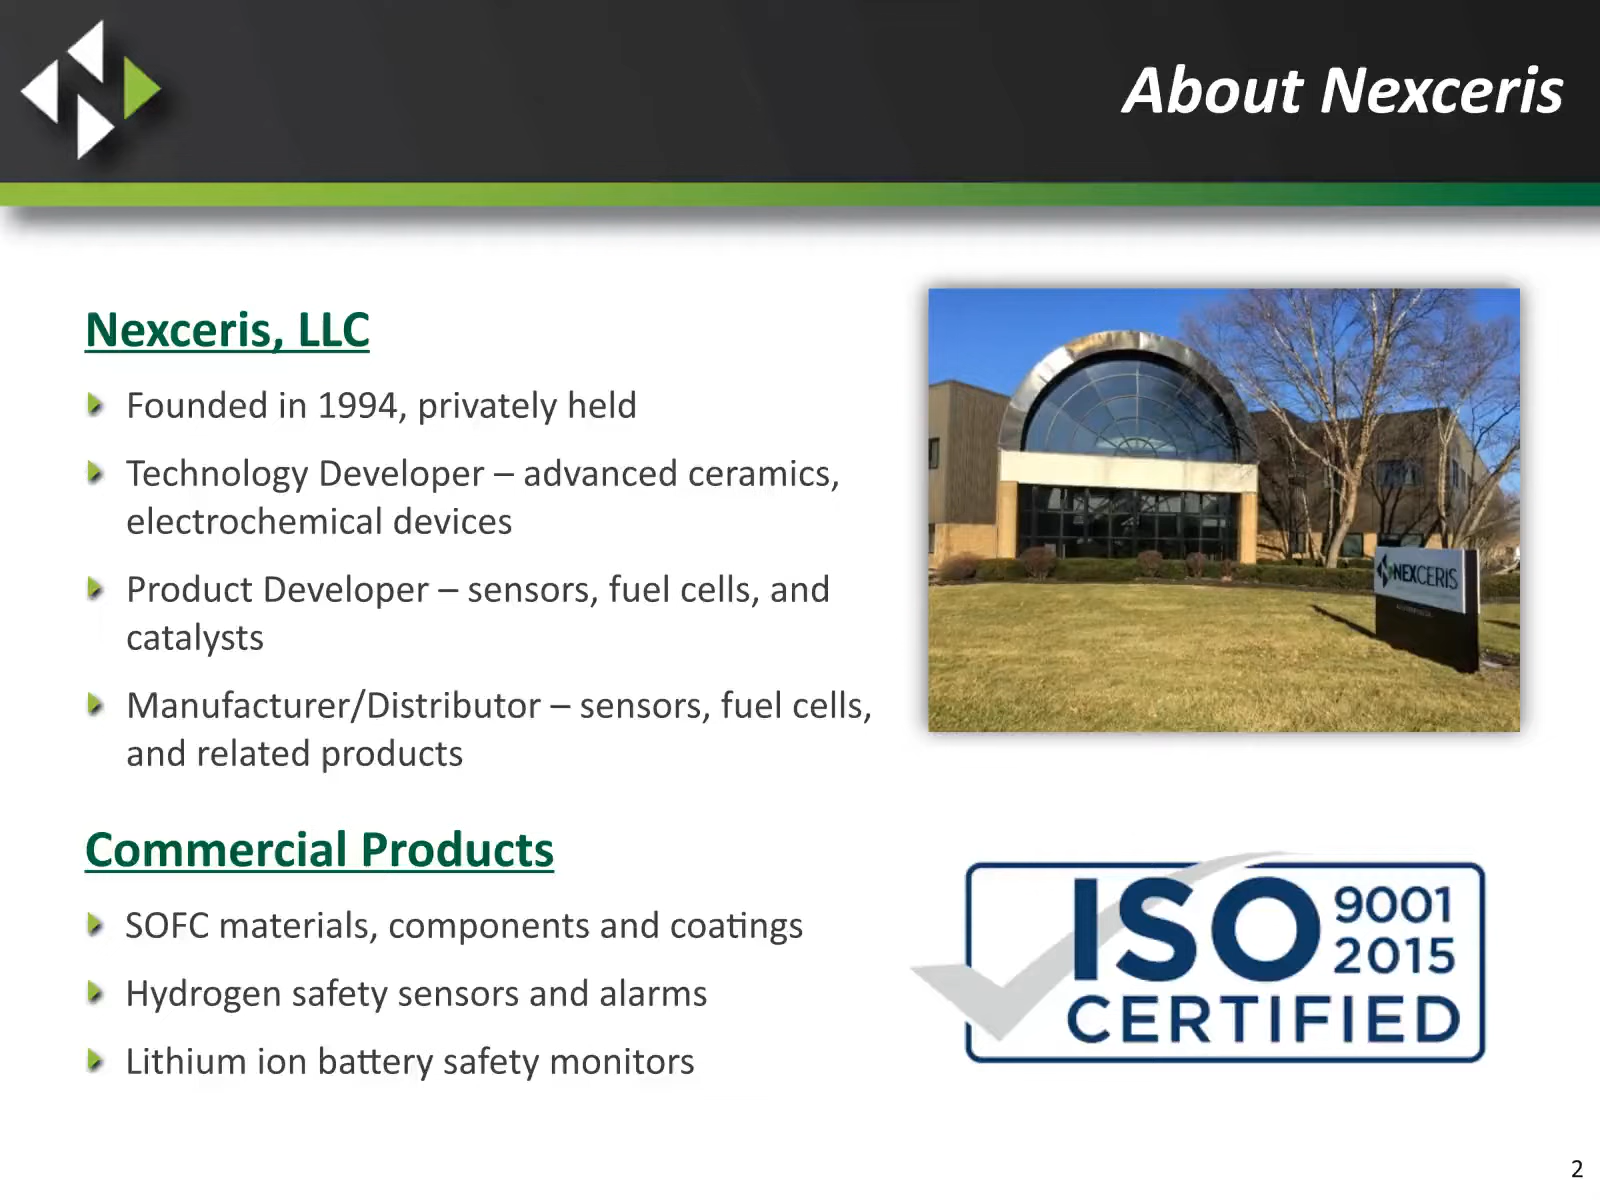 About Nexceris
Nexceris, LLC
Founded in 1994, privately held
Technology Developer – advanced ceramics,
electrochemical devices
Product Developer – sensors, fuel cells, and
catalysts
Manufacturer/Distributor – sensors, fuel cells,
and related products
NEXCERIS
Commercial Products
SOFC materials, components and coatings
Hydrogen safety sensors and alarms
Lithium ion battery safety monitors
ISO 9001
2015
CERTIFIED
2